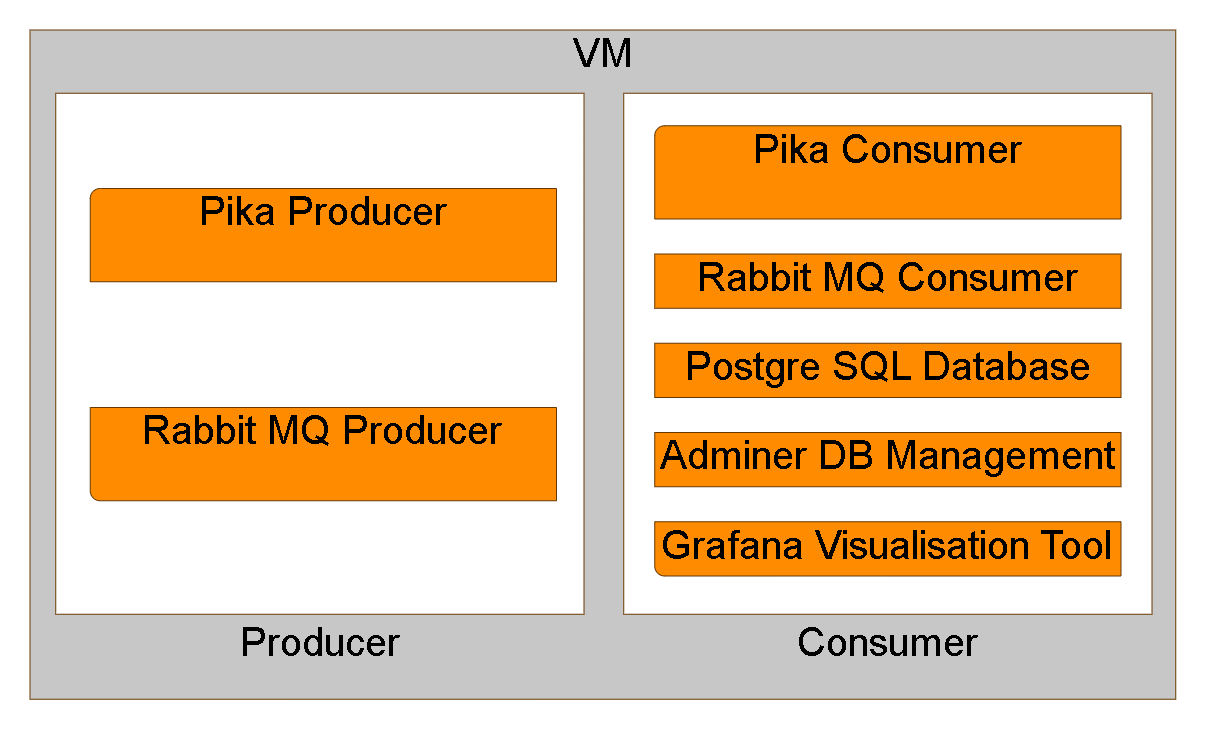 VM
Pika Producer
Rabbit MQ Producer
Producer
Pika Consumer
Rabbit MQ Consumer
Postgre SQL Database
Adminer DB Management
Grafana Visualisation Tool
Consumer